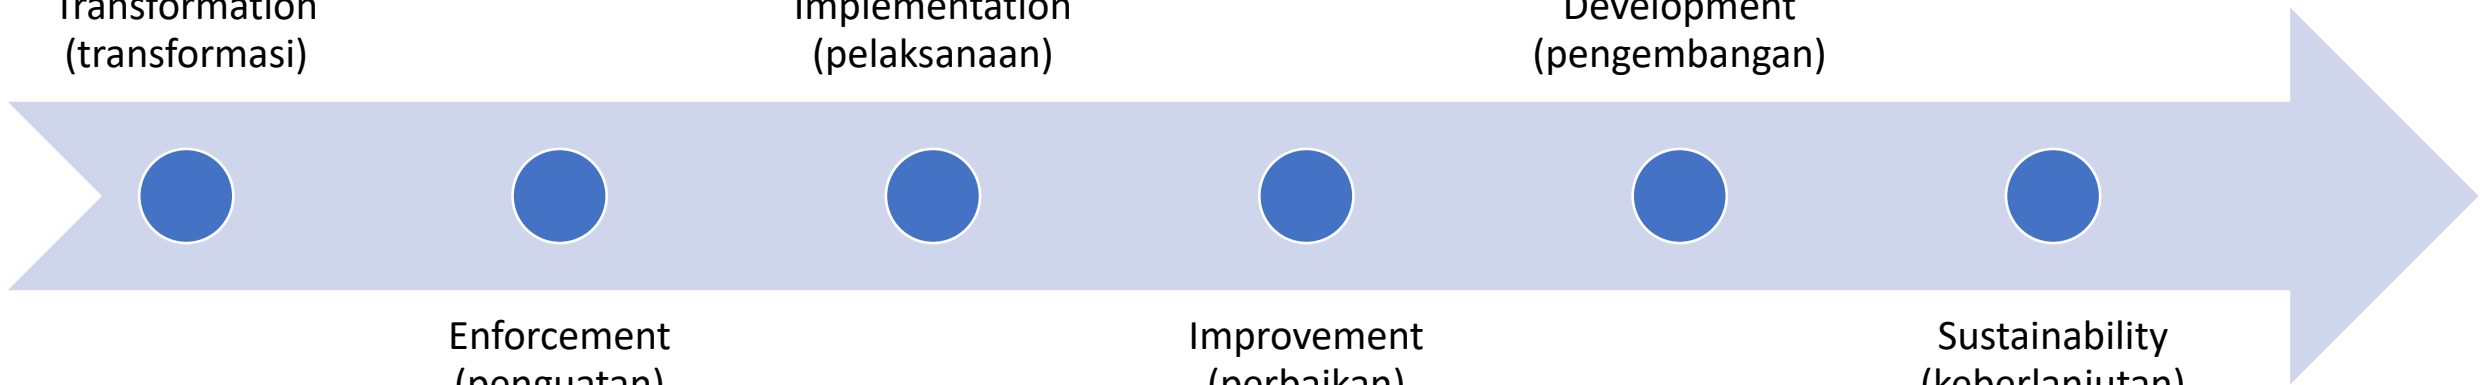 Transformation
(transformasi)
Enforcement
(penguatan)
Implementation
(pelaksanaan)
Improvement
(perbaikan)
Development
(pengembangan)
Sustainability
(keberlanjutan)